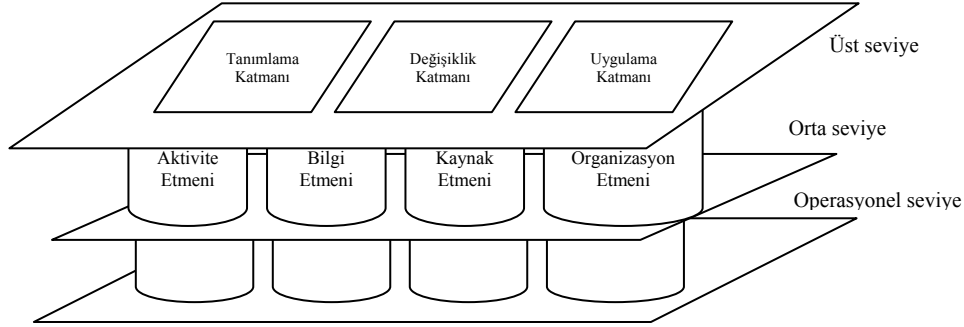 Tanımlama
Katmanı
Değişiklik
Katmanı
Uygulama
Katmanı
Üst seviye
Orta seviye
Aktivite
Etmeni
Bilgi
Etmeni
Kaynak
Etmeni
Organizasyon
Etmeni
Operasyonel seviye